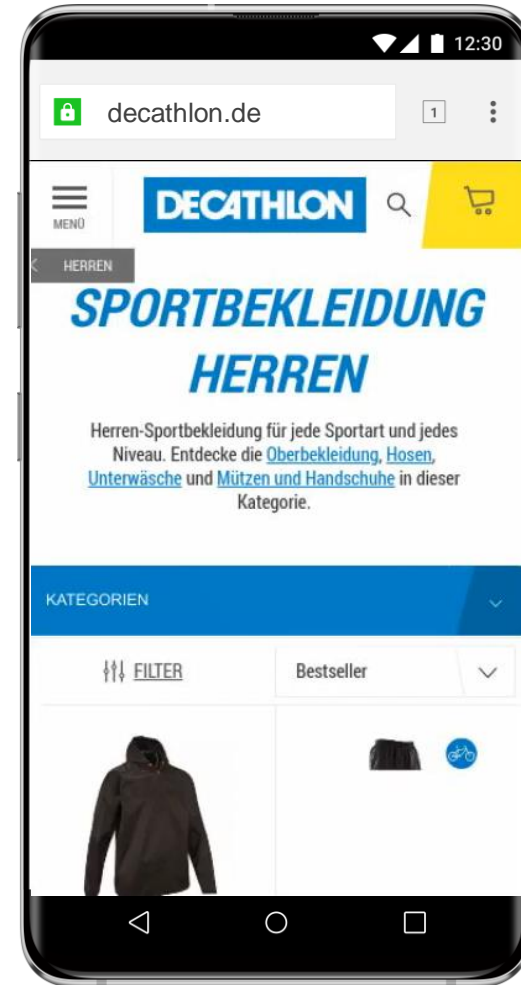 12:30
decathlon.de
1
MENÜ
DECATHLON
HERREN
SPORTBEKLEIDUNG
HERREN
Herren-Sportbekleidung für jede Sportart und jedes
Niveau. Entdecke die Oberbekleidung, Hosen,
Unterwäsche und Mützen und Handschuhe in dieser
Kategorie.
KATEGORIEN
FILTER
Bestseller